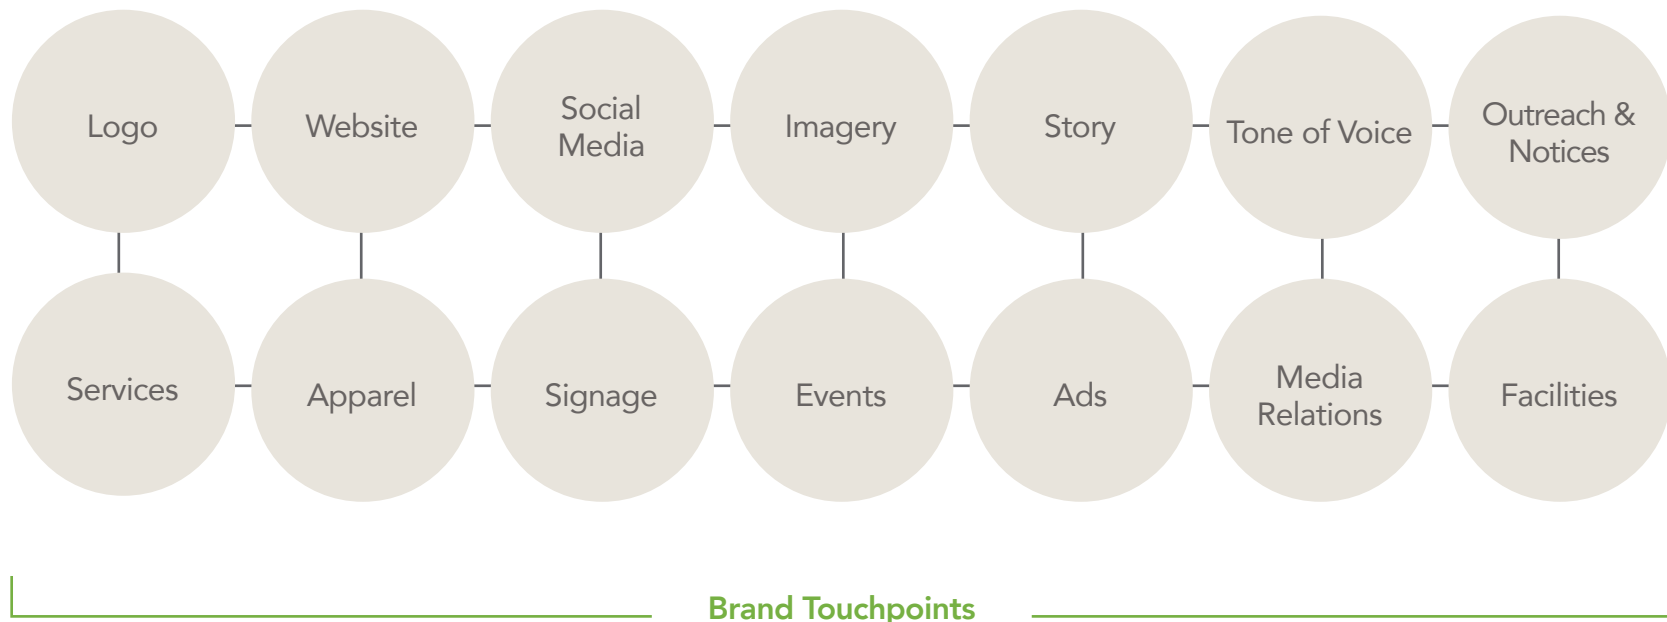 Logo
Website
Social
Media
Imagery
Story
Tone of Voice
Outreach &
Notices
Services
Apparel
Signage
Events
Ads
Media
Relations
Facilities
Brand Touchpoints